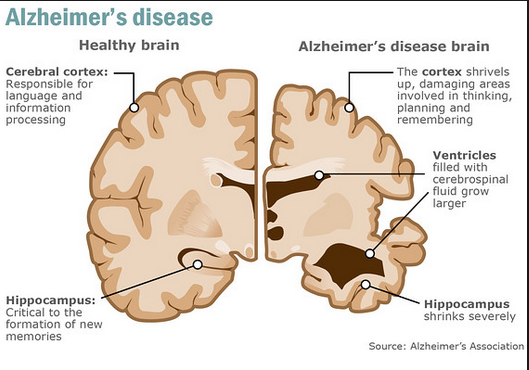 Alzheimer's disease
Healthy brain
Cerebral cortex:
Responsible for
language and
information
processing
Hippocampus:
Critical to the
formation of new
memories
Alzheimer's disease brain
The cortex shrivels
up, damaging areas
involved in thinking,
planning and
remembering
Ventricles
filled with
cerebrospinal
fluid grow
larger
Hippocampus
shrinks severely
Source: Alzheimer's Association